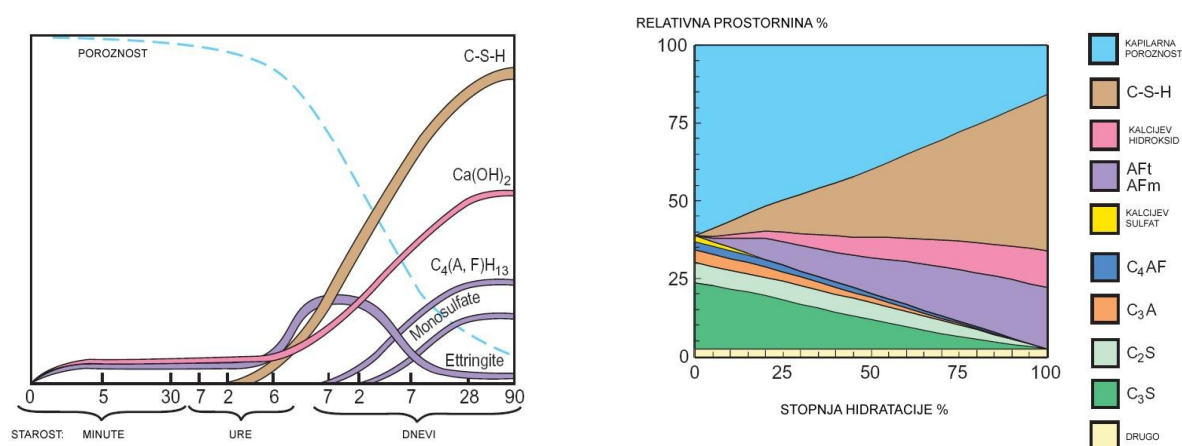 POROZNOST
C-S-H
Ca(OH)2
C4(A, F)H13
Monosulfate
Ettringite
0 5 30 7 2 6 7 2 7 28 90
STAROST: MINUTE URE DNEVI
RELATIVNA PROSTORNINA %
100
75
50
25
0
0 25 50 75 100
STOPNJA HIDRATACIJE %
KAPILARNA
POROZNOST
C-S-H
KALCIJEV
HIDROKSID
AFt
AFm
KALCIJEV
SULFAT
C4AF
C3A
C2S
C3S
DRUGO